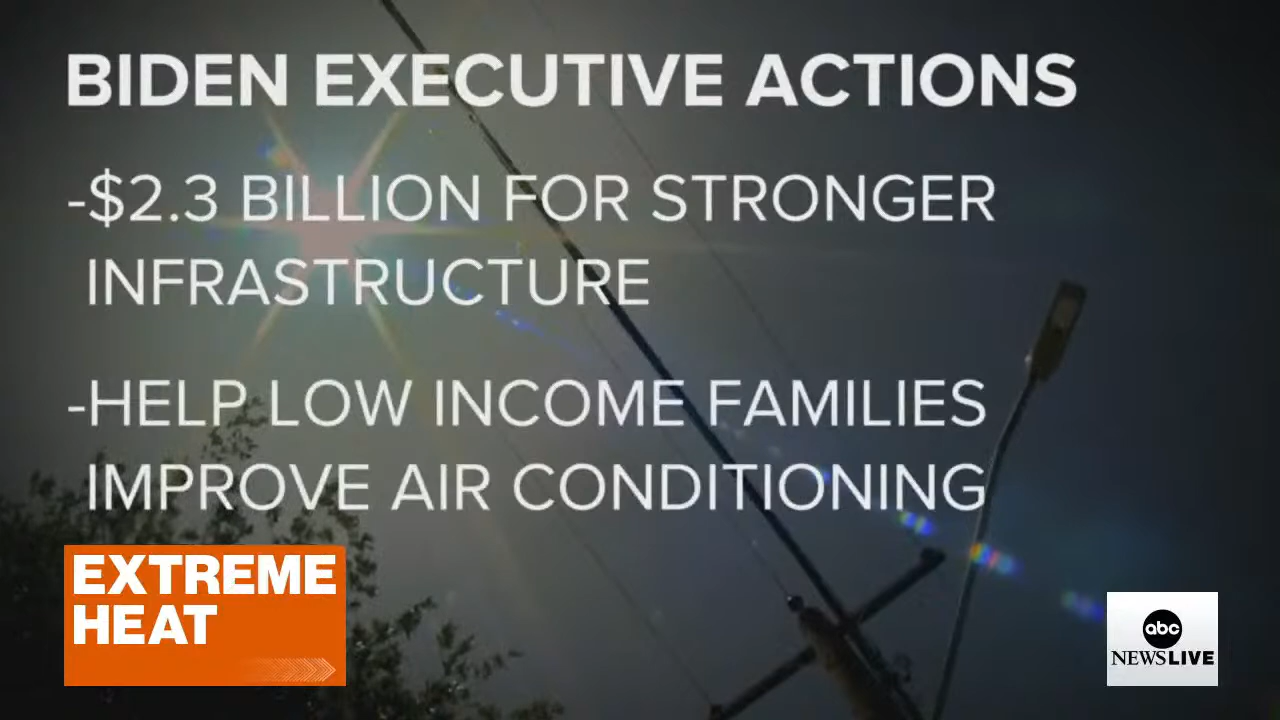 BIDEN EXECUTIVE ACTIONS
-$2.3 BILLION FOR STRONGER
INFRASTRUCTURE
-HELP LOW INCOME FAMILIES
IMPROVE AIR CONDITIONING
EXTREME
HEAT
abc
NEWSLIVE